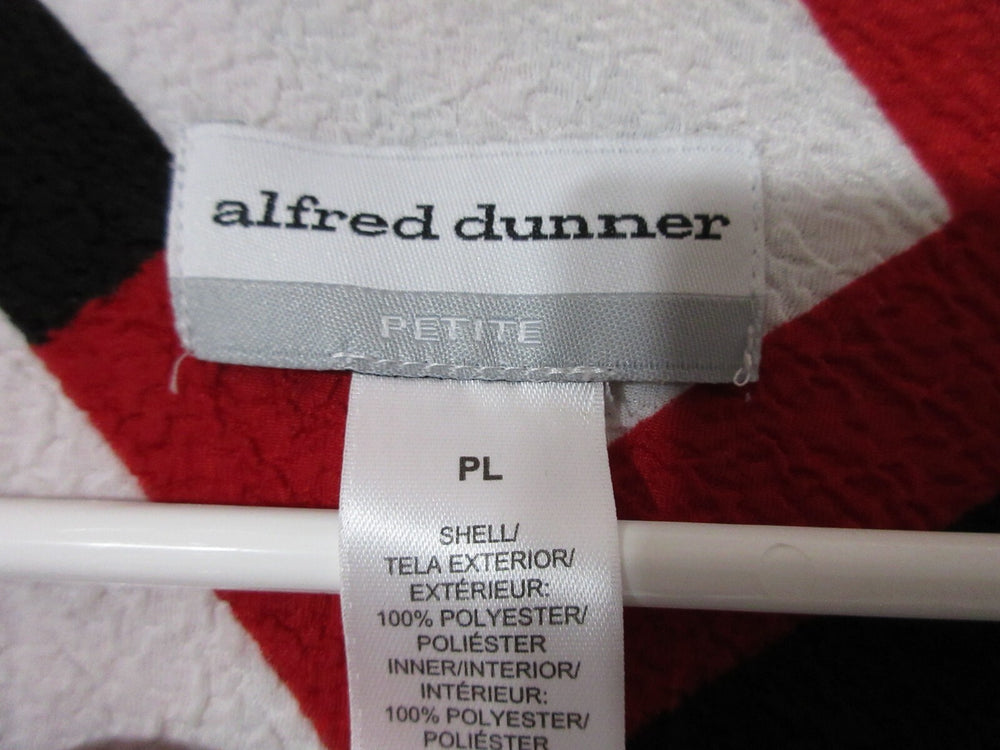 alfred dunner
PETITE
PL
SHELL/
TELA EXTERIOR/
EXTÉRIEUR:
100% POLYESTER/
POLIÉSTER
INNER/INTERIOR/
INTÉRIEUR:
100% POLYESTER/
POLIÉSTER